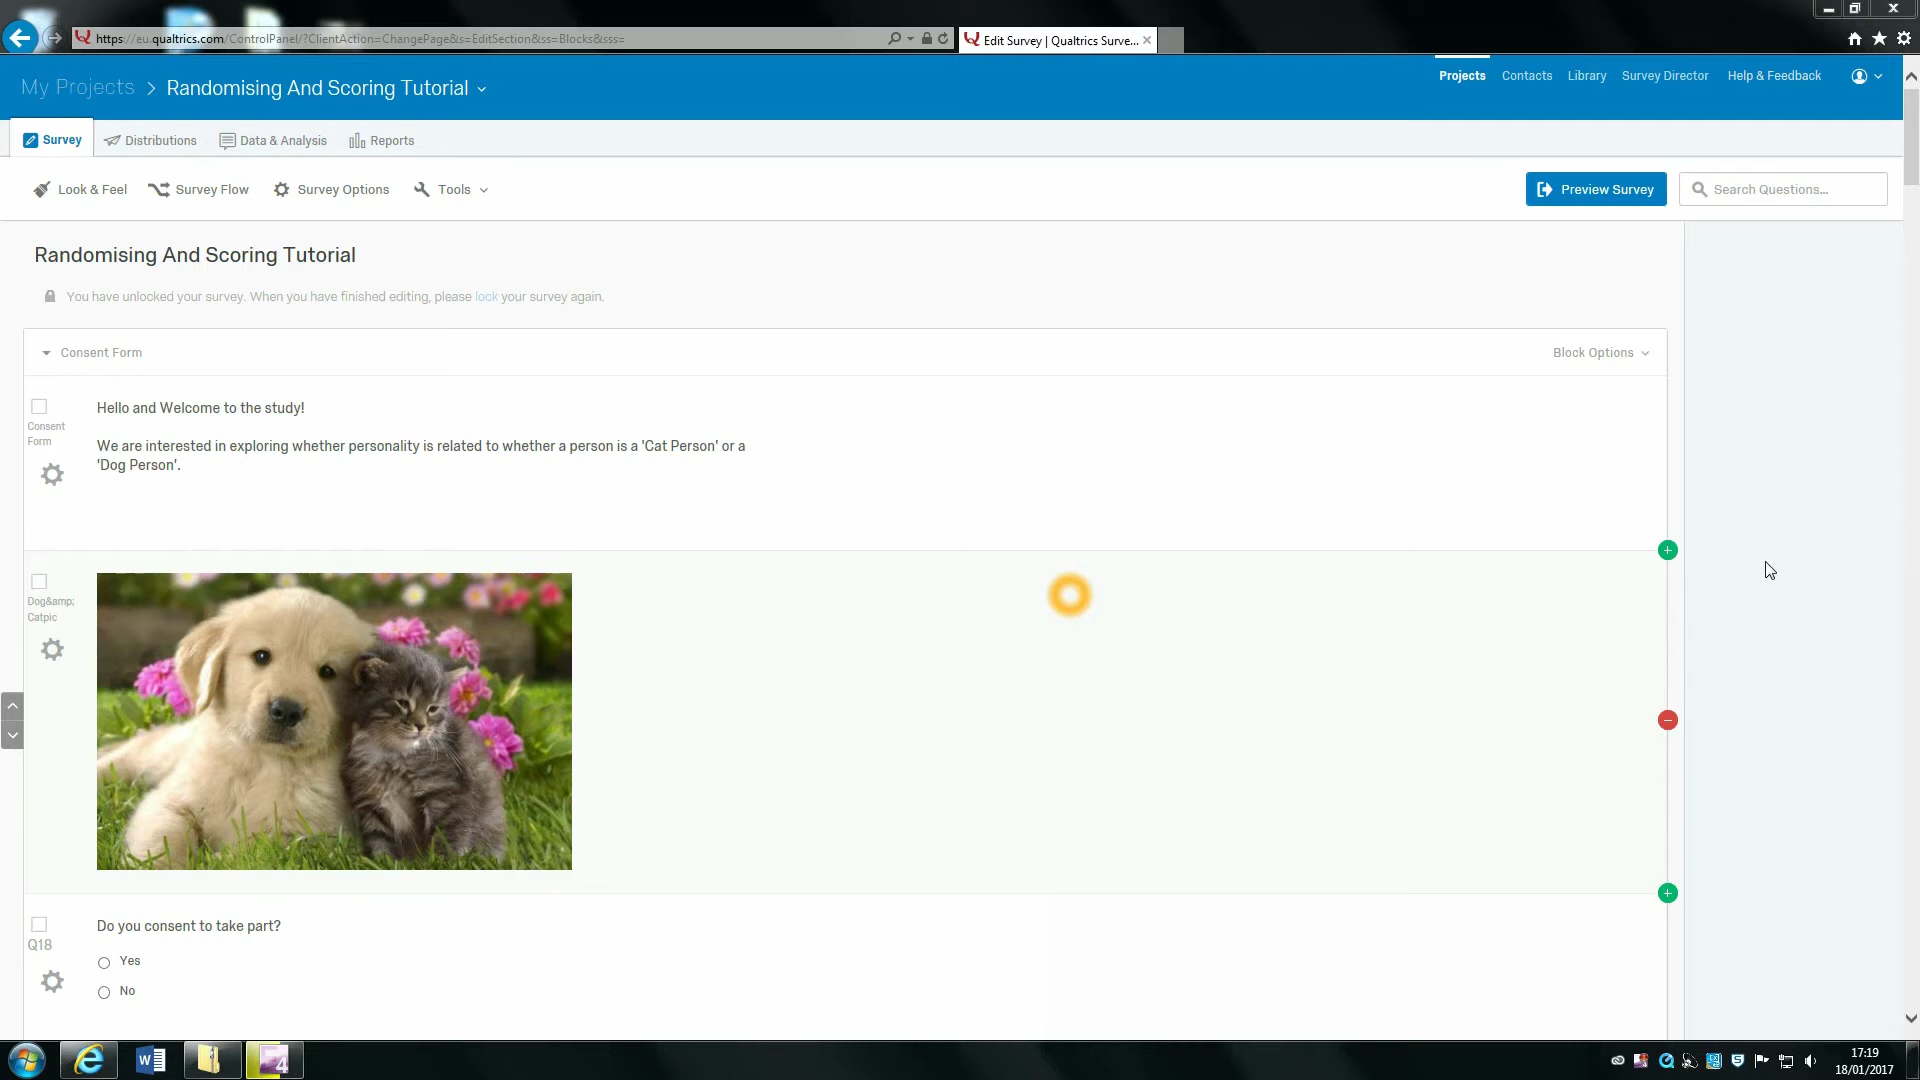 https://eu.qualtrics.com/ControlPanel/?ClientAction=ChangePage&s=EditSection&ss=Blocks&sss=
Edit Survey | Qualtrics Surve...
My Projects > Randomising And Scoring Tutorial
Projects Contacts Library Survey Director Help & Feedback
Survey Distributions Data & Analysis Reports
Look & Feel Survey Flow Survey Options Tools Preview Survey Search Questions...
Randomising And Scoring Tutorial
You have unlocked your survey. When you have finished editing, please lock your survey again.
Consent Form Block Options
Consent
Form
Hello and Welcome to the study!
We are interested in exploring whether personality is related to whether a person is a 'Cat Person' or a
'Dog Person'.
Dog&amp;
Catpic
Q18
Do you consent to take part?
Yes
No
17:19
18/01/2017